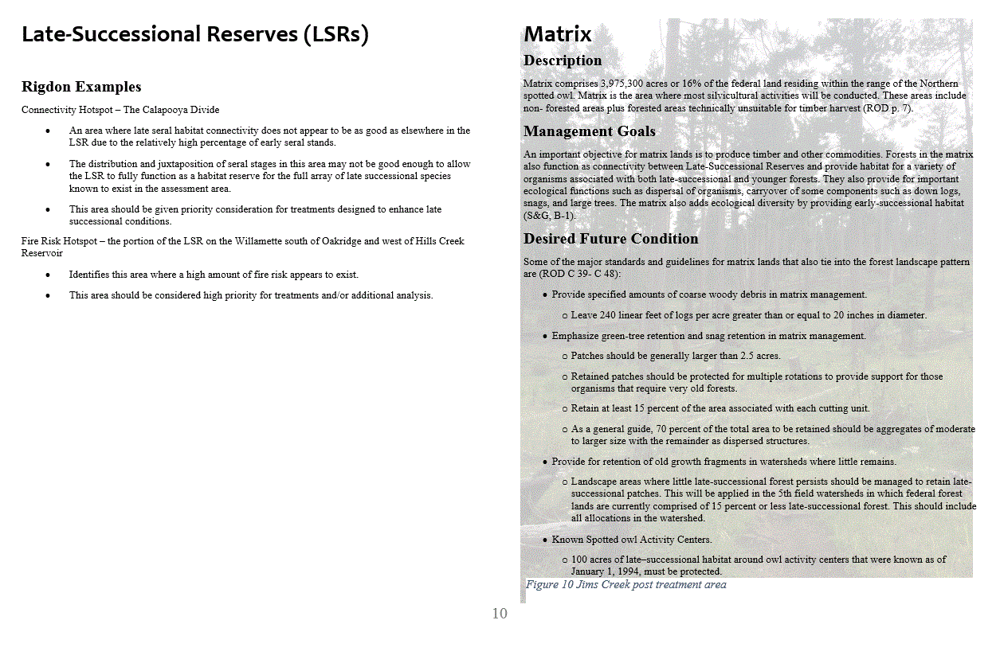 Late-Successional Reserves (LSRs)
Rigdon Examples
Connectivity Hotspot – The Calapooya Divide
• An area where late seral habitat connectivity does not appear to be as good as elsewhere in the
LSR due to the relatively high percentage of early seral stands.
• The distribution and juxtaposition of seral stages in this area may not be good enough to allow
the LSR to fully function as a habitat reserve for the full array of late successional species
known to exist in the assessment area.
• This area should be given priority consideration for treatments designed to enhance late
successional conditions.
Fire Risk Hotspot – the portion of the LSR on the Willamette south of Oakridge and west of Hills Creek
Reservoir
• Identifies this area where a high amount of fire risk appears to exist.
• This area should be considered high priority for treatments and/or additional analysis.
Matrix
Description
Matrix comprises 3,975,300 acres or 16% of the federal land residing within the range of the Northern
spotted owl. Matrix is the area where most silvicultural activities will be conducted. These areas include
non- forested areas plus forested areas technically unsuitable for timber harvest (ROD p. 7).
Management Goals
An important objective for matrix lands is to produce timber and other commodities. Forests in the matrix
also function as connectivity between Late-Successional Reserves and provide habitat for a variety of
organisms associated with both late-successional and younger forests. They also provide for important
ecological functions such as dispersal of organisms, carryover of some components such as down logs,
snags, and large trees. The matrix also adds ecological diversity by providing early-successional habitat
(S&G, B-1).
Desired Future Condition
Some of the major standards and guidelines for matrix lands that also tie into the forest landscape pattern
are (ROD C 39- C 48):
• Provide specified amounts of coarse woody debris in matrix management.
o Leave 240 linear feet of logs per acre greater than or equal to 20 inches in diameter.
• Emphasize green-tree retention and snag retention in matrix management.
o Patches should be generally larger than 2.5 acres.
o Retained patches should be protected for multiple rotations to provide support for those
organisms that require very old forests.
o Retain at least 15 percent of the area associated with each cutting unit.
o As a general guide, 70 percent of the total area to be retained should be aggregates of moderate
to larger size with the remainder as dispersed structures.
• Provide for retention of old growth fragments in watersheds where little remains.
o Landscape areas where little late-successional forest persists should be managed to retain late-
successional patches. This will be applied in the 5th field watersheds in which federal forest
lands are currently comprised of 15 percent or less late-successional forest. This should include
all allocations in the watershed.
• Known Spotted owl Activity Centers.
o 100 acres of late–successional habitat around owl activity centers that were known as of
January 1, 1994, must be protected.
Figure 10 Jims Creek post treatment area
10